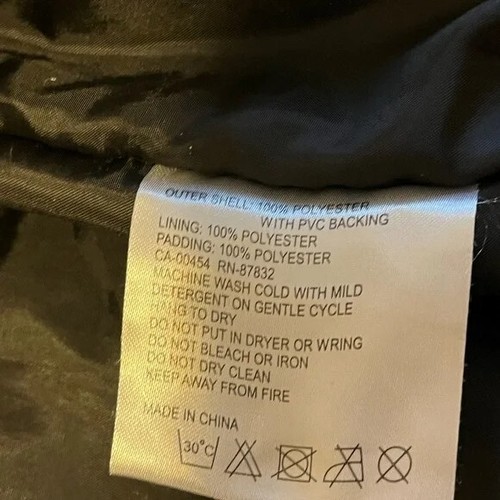 OUTER SHELL: 100% POLYESTER
WITH PVC BACKING
LINING: 100% POLYESTER
PADDING: 100% POLYESTER
CA-00454 RN-87832
MACHINE WASH COLD WITH MILD
DETERGENT ON GENTLE CYCLE
HANG TO DRY
DO NOT PUT IN DRYER OR WRING
DO NOT BLEACH OR IRON
DO NOT DRY CLEAN
KEEP AWAY FROM FIRE
MADE IN CHINA
30°C